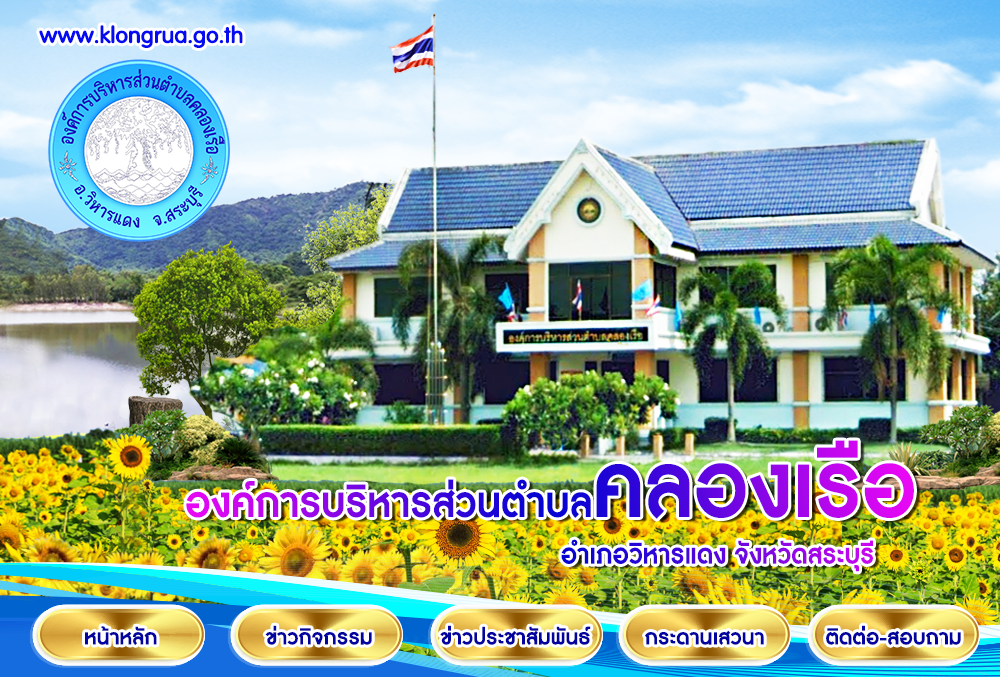 www.klongrua.go.th
องค์การบริหารส่วนตำบลคลองเรือ
อ.วิหารแดง จ.สระบุรี
องค์การบริหารส่วนตำบลคลองเรือ
องค์การบริหารส่วนตำบลคลองเรือ
อำเภอวิหารแดง จังหวัดสระบุรี
หน้าหลัก
ข่าวกิจกรรม
ข่าวประชาสัมพันธ์
กระดานเสวนา
ติดต่อ-สอบถาม